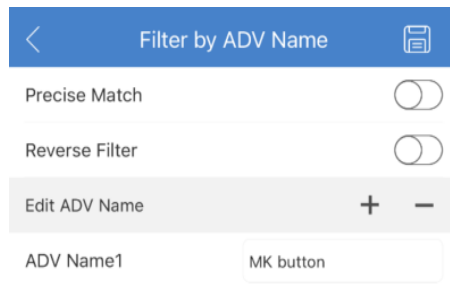 Filter by ADV Name
Precise Match
Reverse Filter
Edit ADV Name + −
ADV Name1 MK button